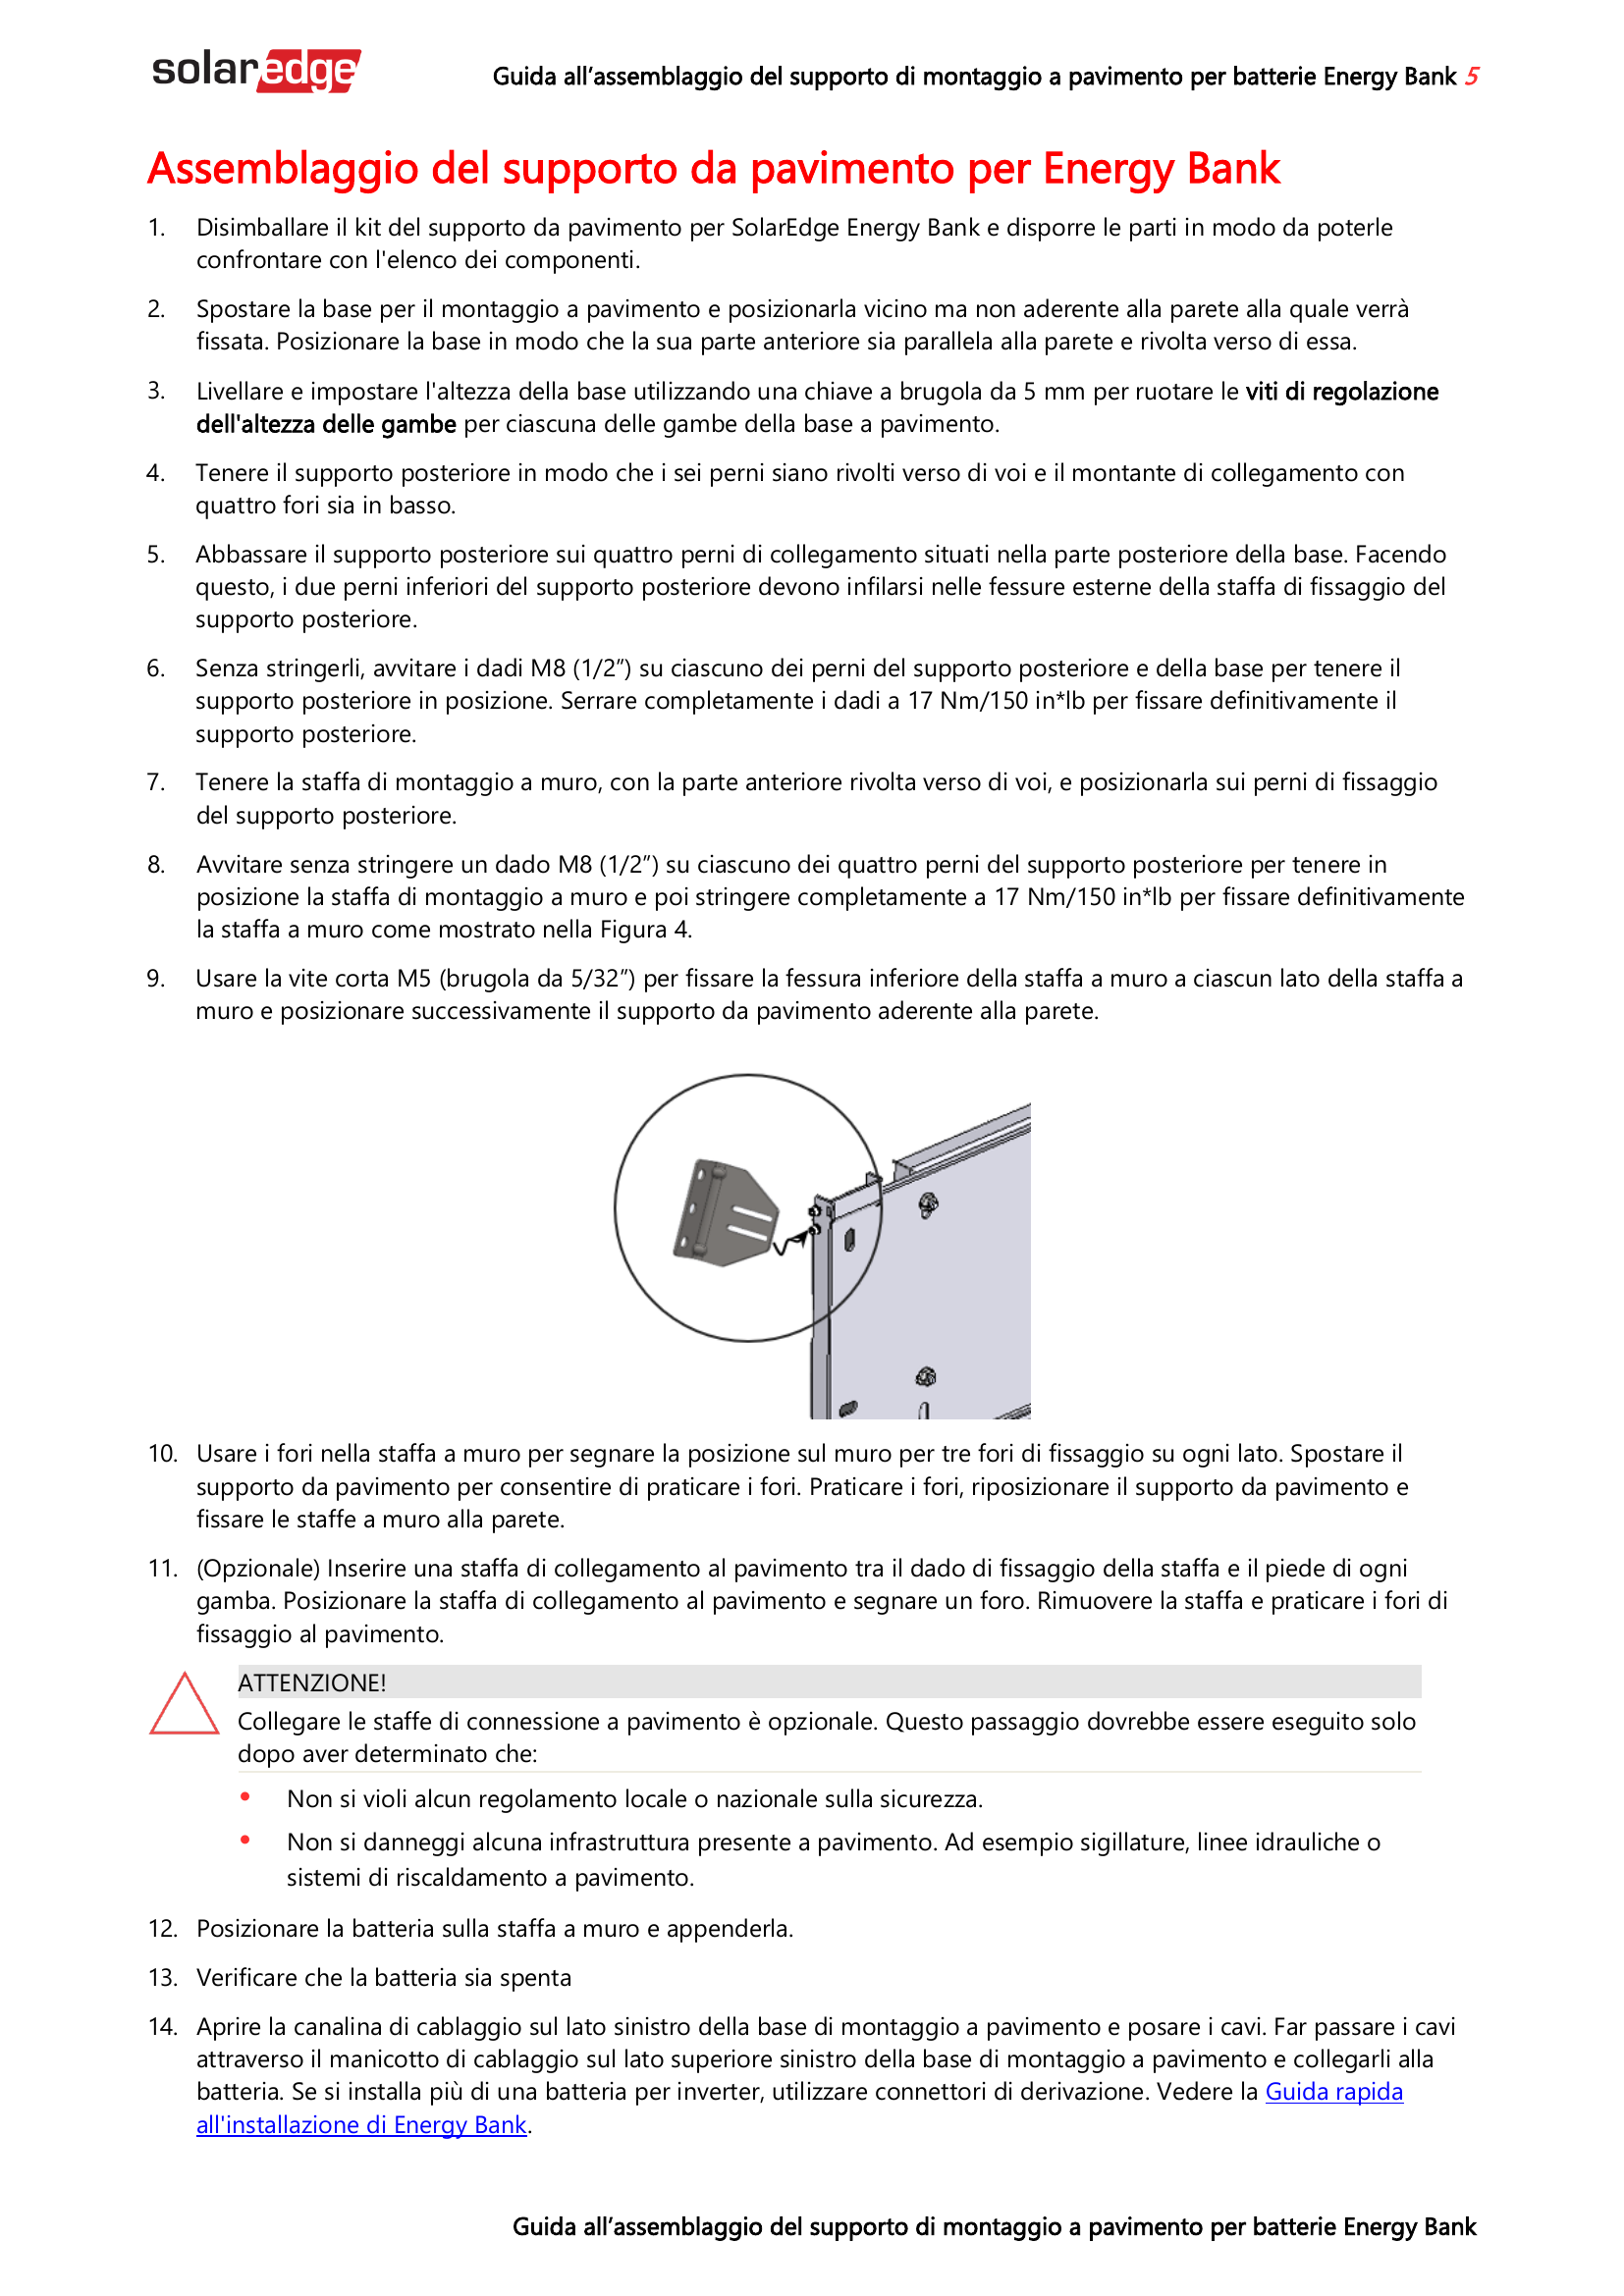 solaredge
Guida all’assemblaggio del supporto di montaggio a pavimento per batterie Energy Bank 5
Assemblaggio del supporto da pavimento per Energy Bank
1. Disimballare il kit del supporto da pavimento per SolarEdge Energy Bank e disporre le parti in modo da poterle
confrontare con l'elenco dei componenti.
2. Spostare la base per il montaggio a pavimento e posizionarla vicino ma non aderente alla parete alla quale verrà
fissata. Posizionare la base in modo che la sua parte anteriore sia parallela alla parete e rivolta verso di essa.
3. Livellare e impostare l'altezza della base utilizzando una chiave a brugola da 5 mm per ruotare le viti di regolazione
dell'altezza delle gambe per ciascuna delle gambe della base a pavimento.
4. Tenere il supporto posteriore in modo che i sei perni siano rivolti verso di voi e il montante di collegamento con
quattro fori sia in basso.
5. Abbassare il supporto posteriore sui quattro perni di collegamento situati nella parte posteriore della base. Facendo
questo, i due perni inferiori del supporto posteriore devono infilarsi nelle fessure esterne della staffa di fissaggio del
supporto posteriore.
6. Senza stringerli, avvitare i dadi M8 (1/2”) su ciascuno dei perni del supporto posteriore e della base per tenere il
supporto posteriore in posizione. Serrare completamente i dadi a 17 Nm/150 in*lb per fissare definitivamente il
supporto posteriore.
7. Tenere la staffa di montaggio a muro, con la parte anteriore rivolta verso di voi, e posizionarla sui perni di fissaggio
del supporto posteriore.
8. Avvitare senza stringere un dado M8 (1/2”) su ciascuno dei quattro perni del supporto posteriore per tenere in
posizione la staffa di montaggio a muro e poi stringere completamente a 17 Nm/150 in*lb per fissare definitivamente
la staffa a muro come mostrato nella Figura 4.
9. Usare la vite corta M5 (brugola da 5/32”) per fissare la fessura inferiore della staffa a muro a ciascun lato della staffa a
muro e posizionare successivamente il supporto da pavimento aderente alla parete.
10. Usare i fori nella staffa a muro per segnare la posizione sul muro per tre fori di fissaggio su ogni lato. Spostare il
supporto da pavimento per consentire di praticare i fori. Praticare i fori, riposizionare il supporto da pavimento e
fissare le staffe a muro alla parete.
11. (Opzionale) Inserire una staffa di collegamento al pavimento tra il dado di fissaggio della staffa e il piede di ogni
gamba. Posizionare la staffa di collegamento al pavimento e segnare un foro. Rimuovere la staffa e praticare i fori di
fissaggio al pavimento.
ATTENZIONE!
Collegare le staffe di connessione a pavimento è opzionale. Questo passaggio dovrebbe essere eseguito solo
dopo aver determinato che:
• Non si violi alcun regolamento locale o nazionale sulla sicurezza.
• Non si danneggi alcuna infrastruttura presente a pavimento. Ad esempio sigillature, linee idrauliche o
sistemi di riscaldamento a pavimento.
12. Posizionare la batteria sulla staffa a muro e appenderla.
13. Verificare che la batteria sia spenta
14. Aprire la canalina di cablaggio sul lato sinistro della base di montaggio a pavimento e posare i cavi. Far passare i cavi
attraverso il manicotto di cablaggio sul lato superiore sinistro della base di montaggio a pavimento e collegarli alla
batteria. Se si installa più di una batteria per inverter, utilizzare connettori di derivazione. Vedere la Guida rapida
all'installazione di Energy Bank.
Guida all’assemblaggio del supporto di montaggio a pavimento per batterie Energy Bank